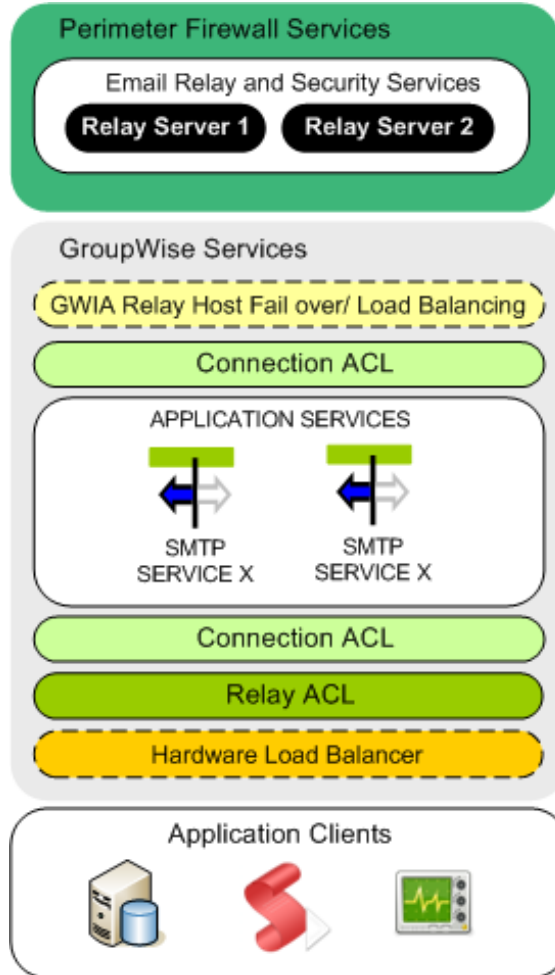 Perimeter Firewall Services
Email Relay and Security Services
Relay Server 1
Relay Server 2
GroupWise Services
GWIA Relay Host Fail over/ Load Balancing
Connection ACL
APPLICATION SERVICES
SMTP
SERVICE X
SMTP
SERVICE X
Connection ACL
Relay ACL
Hardware Load Balancer
Application Clients